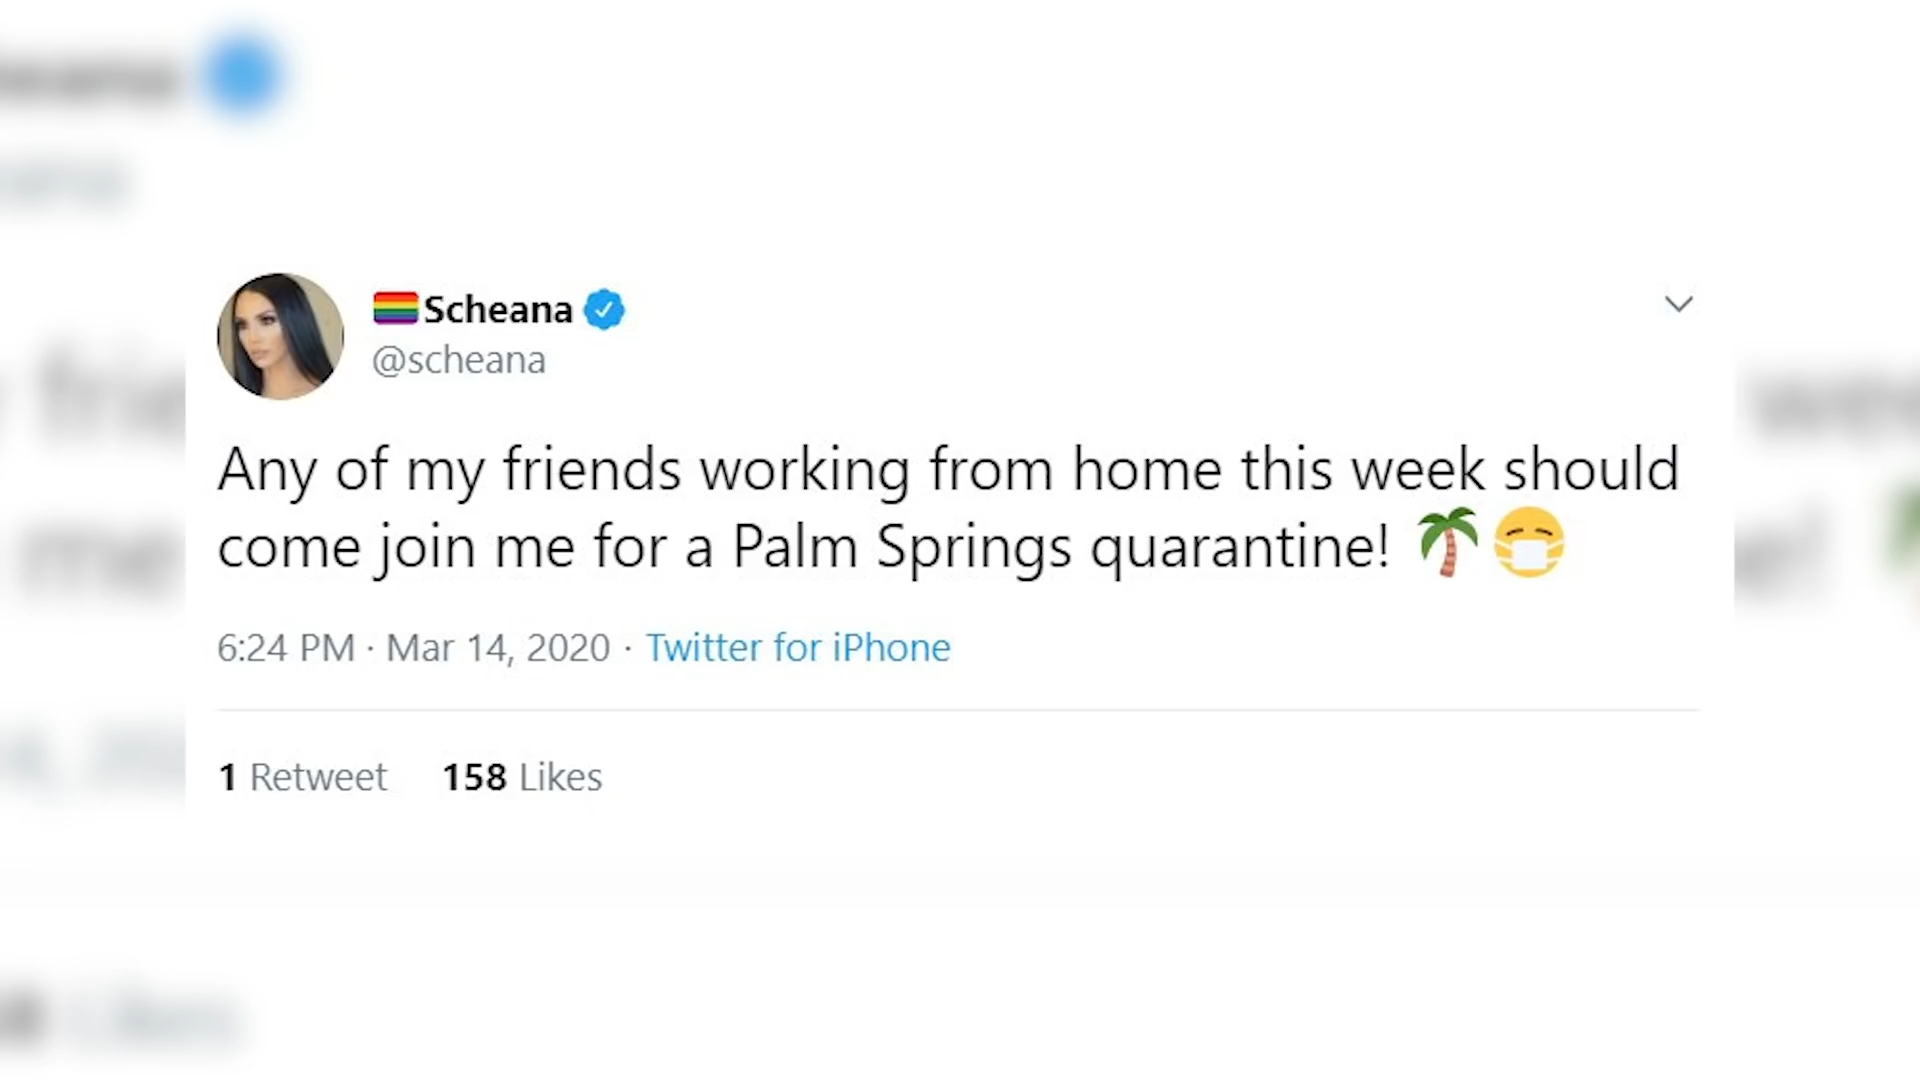 🏳️‍🌈Scheana
@scheana
Any of my friends working from home this week should
come join me for a Palm Springs quarantine! 🌴😷
6:24 PM · Mar 14, 2020 · Twitter for iPhone
1 Retweet 158 Likes